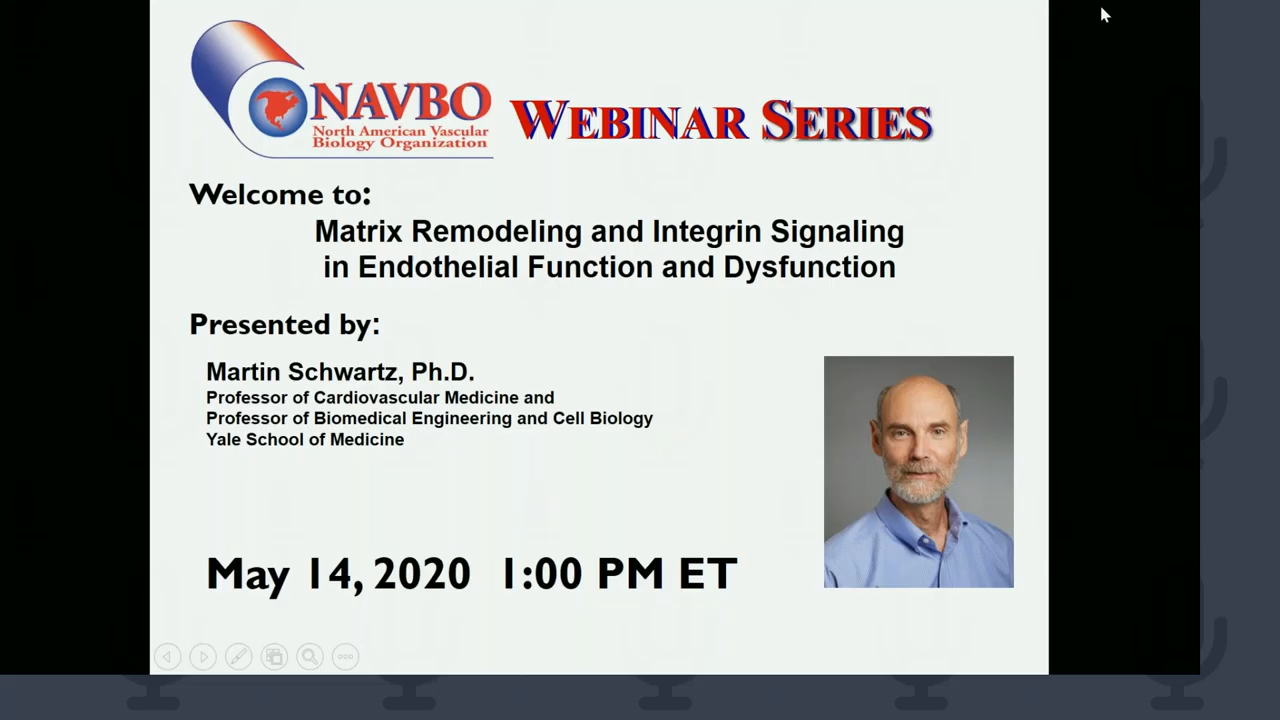 NAVBO
North American Vascular
Biology Organization
WEBINAR SERIES
Welcome to:
Matrix Remodeling and Integrin Signaling
in Endothelial Function and Dysfunction
Presented by:
Martin Schwartz, Ph.D.
Professor of Cardiovascular Medicine and
Professor of Biomedical Engineering and Cell Biology
Yale School of Medicine
May 14, 2020 1:00 PM ET